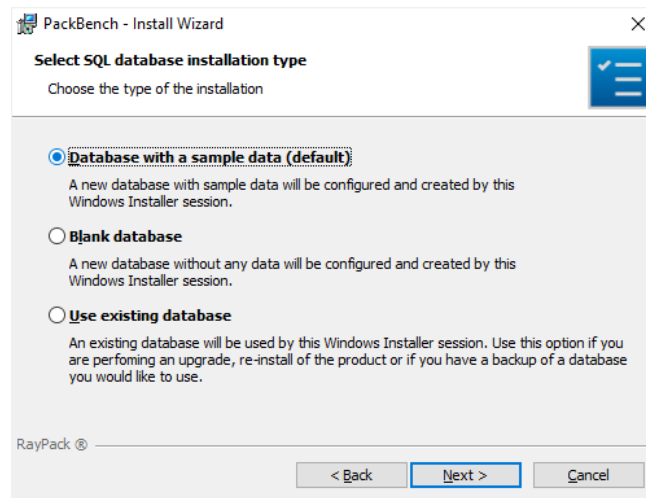 PackBench - Install Wizard
Select SQL database installation type
Choose the type of the installation
Database with a sample data (default)
A new database with sample data will be configured and created by this
Windows Installer session.
Blank database
A new database without any data will be configured and created by this
Windows Installer session.
Use existing database
An existing database will be used by this Windows Installer session. Use this option if you
are perfoming an upgrade, re-install of the product or if you have a backup of a database
you would like to use.
RayPack ®
< Back Next > Cancel